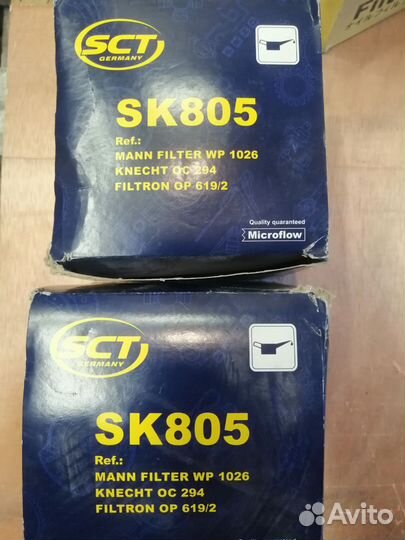 SCT
GERMANY
SK805
Ref.:
MANN FILTER WP 1026
KNECHT OC 294
FILTRON OP 619/2
Quality guaranteed
Microflow
SCT
GERMANY
SK805
Ref.:
MANN FILTER WP 1026
KNECHT OC 294
FILTRON OP 619/2
Avito